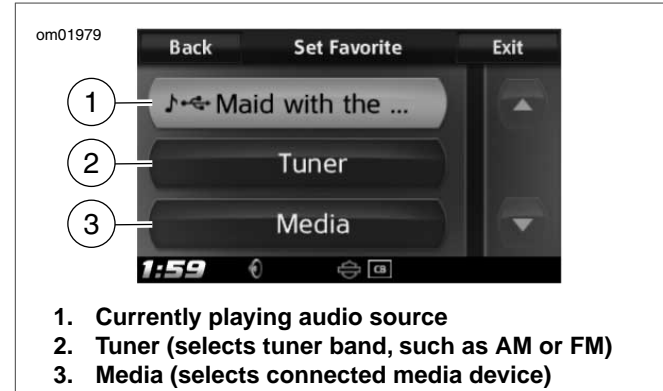 om01979
Back Set Favorite Exit
1 Maid with the ...
2 Tuner
3 Media
1:59 CB
1. Currently playing audio source
2. Tuner (selects tuner band, such as AM or FM)
3. Media (selects connected media device)